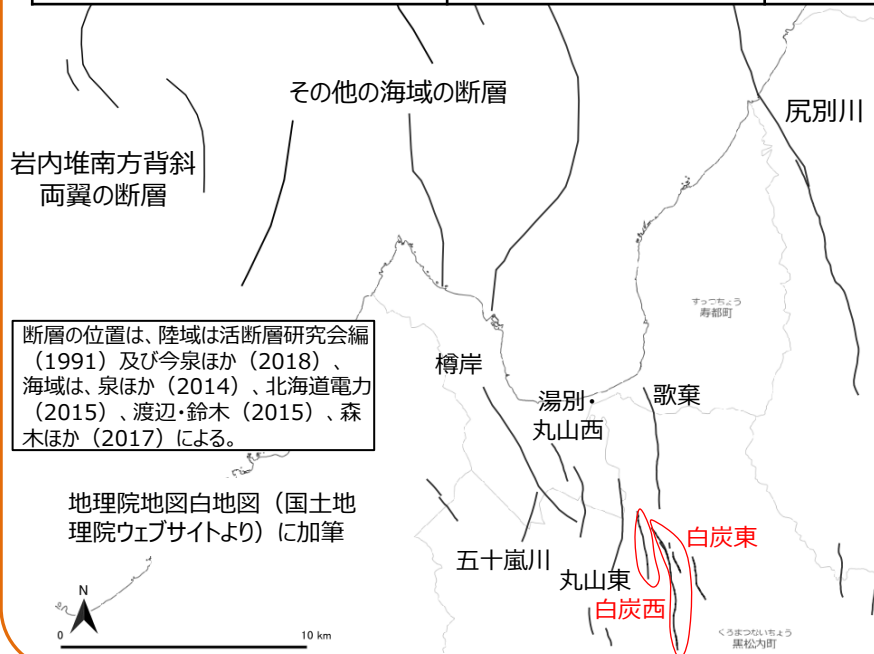 その他の海域の断層
尻別川
岩内堆南方背斜
両翼の断層
すっつちょう
寿都町
断層の位置は、陸域は活断層研究会編
（1991）及び今泉ほか（2018）、
海域は、泉ほか（2014）、北海道電力
（2015）、渡辺・鈴木（2015）、森
木ほか（2017）による。
樽岸
湯別
歌棄
丸山西
地理院地図白地図（国土地
理院ウェブサイトより）に加筆
白炭東
五十嵐川
丸山東
白炭西
N
0
10 km
くろまつないちょう
黒松内町